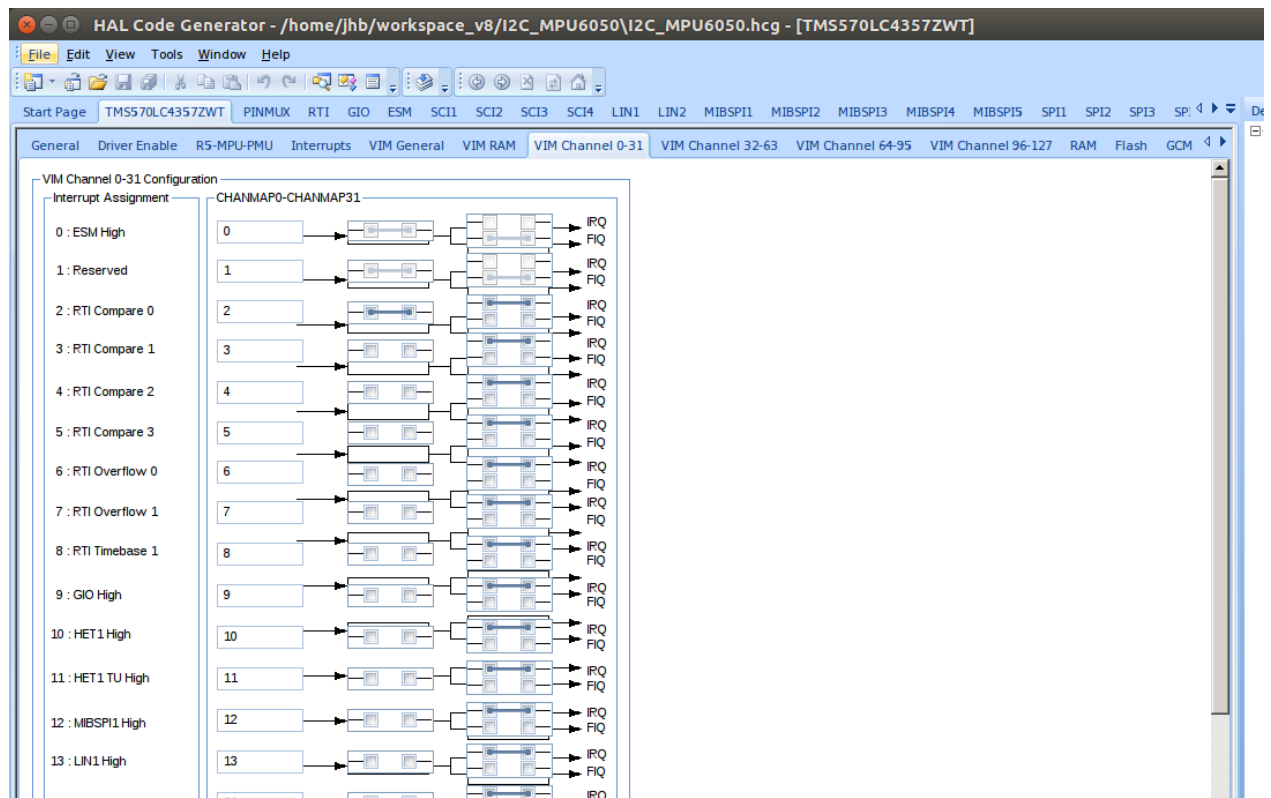 HAL Code Generator - /home/jhb/workspace_v8/I2C_MPU6050\I2C_MPU6050.hcg - [TMS570LC4357ZWT]
File Edit View Tools Window Help
Start Page TMS570LC4357ZWT PINMUX RTI GIO ESM SCI1 SCI2 SCI3 SCI4 LIN1 LIN2 MIBSPI1 MIBSPI2 MIBSPI3 MIBSPI4 MIBSPI5 SPI1 SPI2 SPI3
General Driver Enable R5-MPU-PMU Interrupts VIM General VIM RAM VIM Channel 0-31 VIM Channel 32-63 VIM Channel 64-95 VIM Channel 96-127 RAM Flash GCM
VIM Channel 0-31 Configuration
Interrupt Assignment CHANMAP0-CHANMAP31
0 : ESM High 0 IRQ
FIQ
1 : Reserved 1 IRQ
FIQ
2 : RTI Compare 0 2 IRQ
FIQ
3 : RTI Compare 1 3 IRQ
FIQ
4 : RTI Compare 2 4 IRQ
FIQ
5 : RTI Compare 3 5 IRQ
FIQ
6 : RTI Overflow 0 6 IRQ
FIQ
7 : RTI Overflow 1 7 IRQ
FIQ
8 : RTI Timebase 1 8 IRQ
FIQ
9 : GIO High 9 IRQ
FIQ
10 : HET1 High 10 IRQ
FIQ
11 : HET1 TU High 11 IRQ
FIQ
12 : MIBSPI1 High 12 IRQ
FIQ
13 : LIN1 High 13 IRQ
FIQ
IRQ